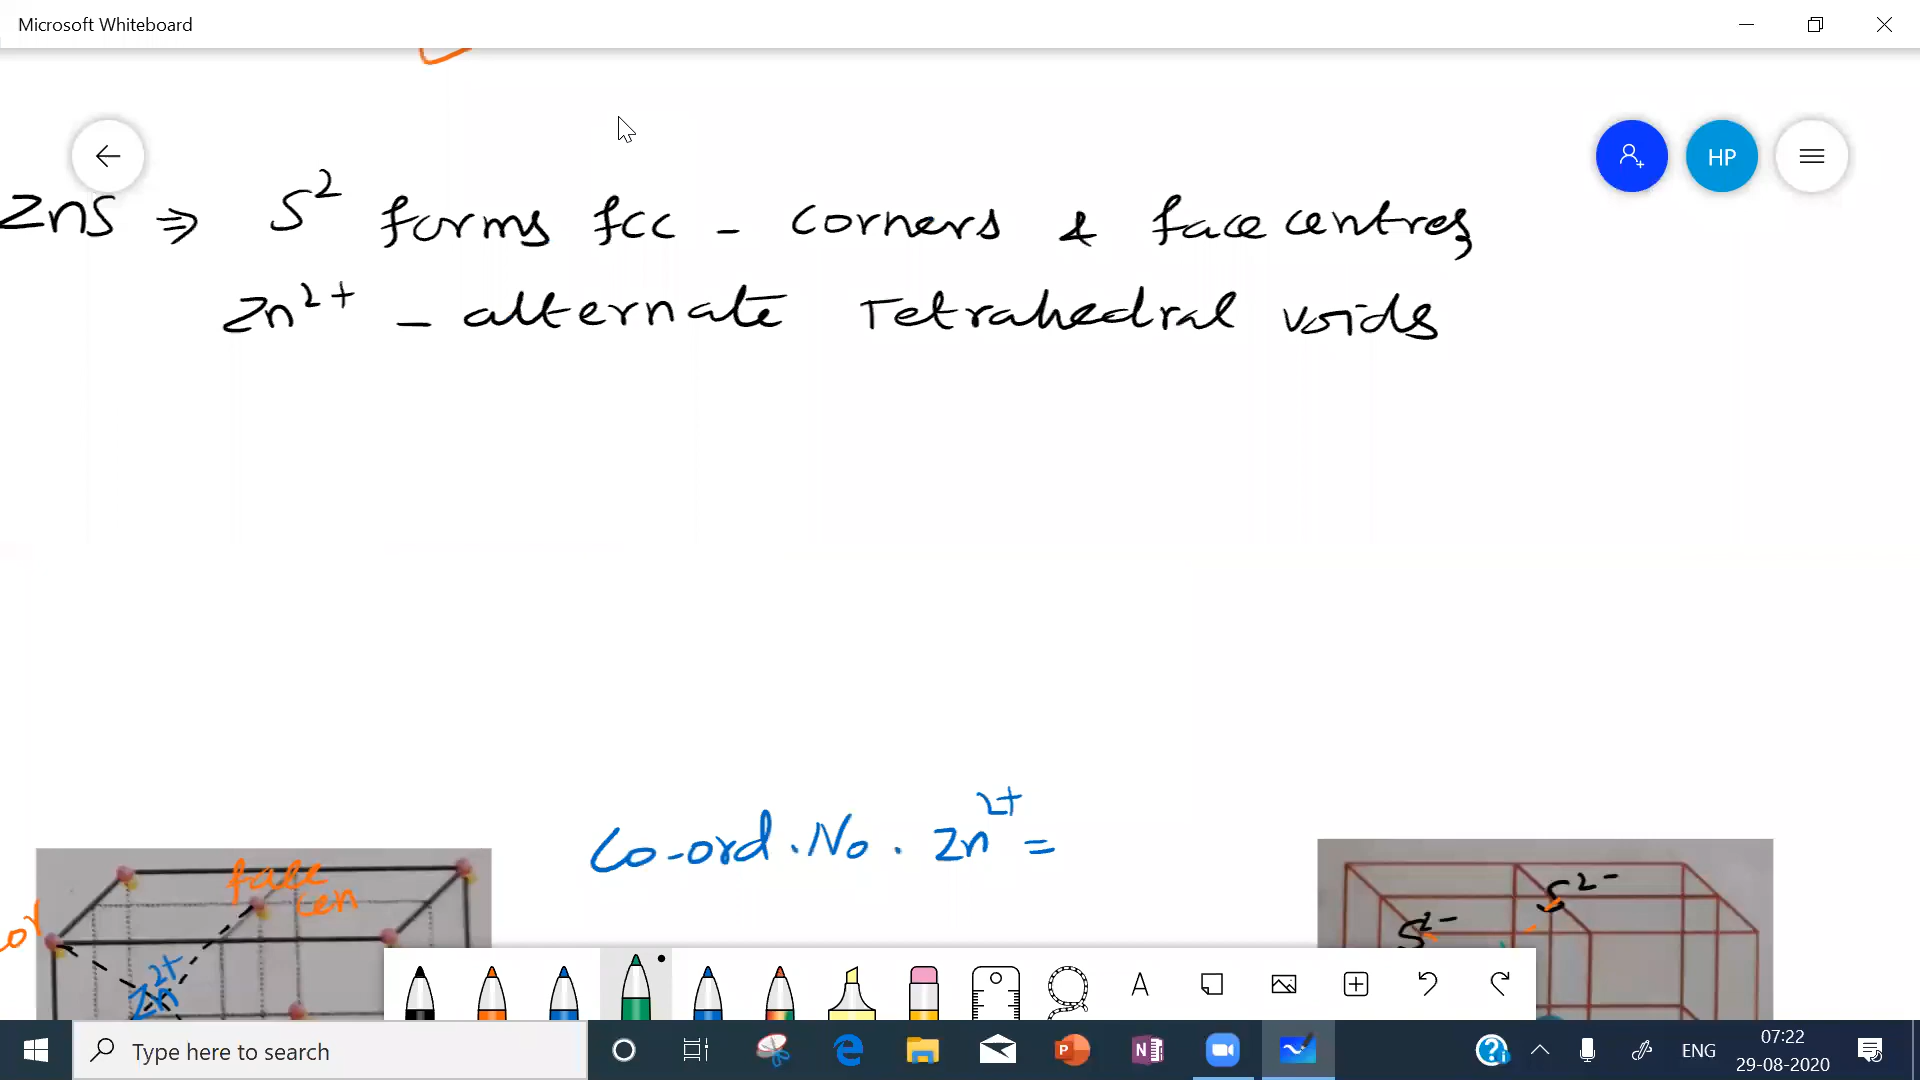 Microsoft Whiteboard
HP
ZnS ⇒ S² forms fcc - corners & face centres
Zn²⁺ - alternate Tetrahedral voids
Co-ord. No. Zn²⁺ =
face
cen
cor
Zn²⁺
S²⁻
S²⁻
A
Type here to search
ENG
07:22
29-08-2020